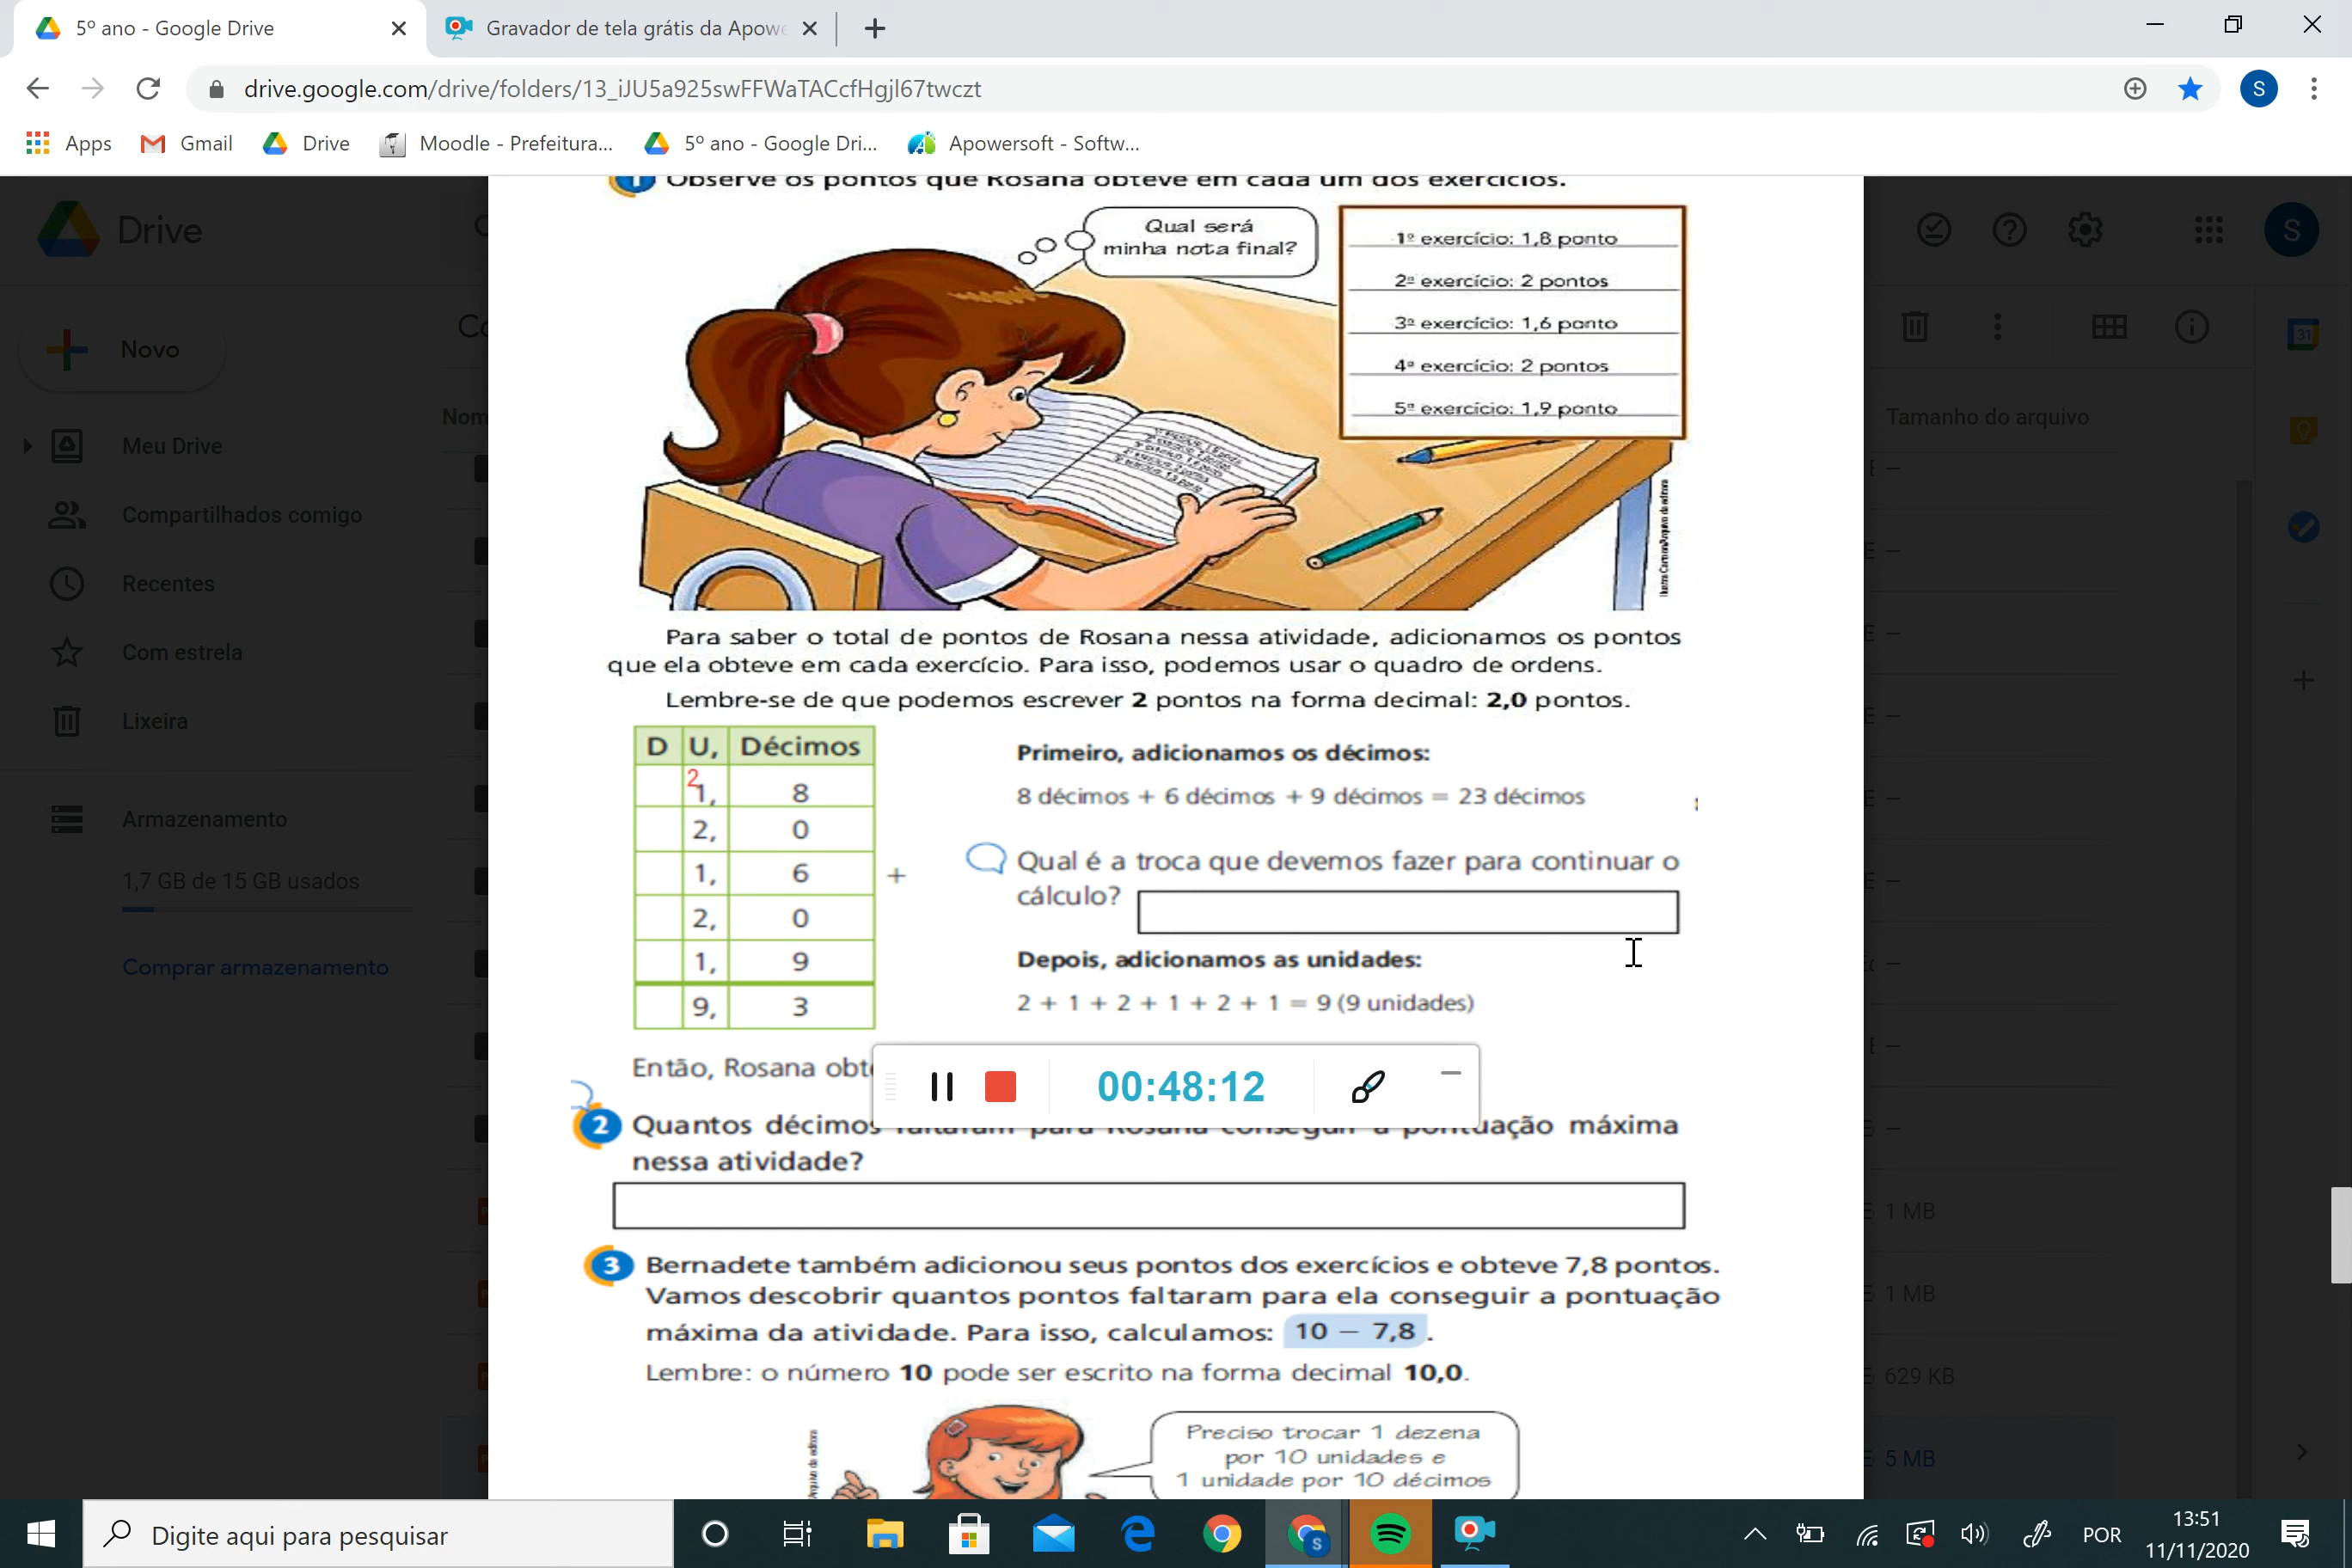 5º ano - Google Drive
Gravador de tela grátis da Apowe
drive.google.com/drive/folders/13_iJU5a925swFFWaTACcfHgjl67twczt
S
Apps
Gmail
Drive
Moodle - Prefeitura...
5º ano - Google Dri...
Apowersoft - Softw...
Drive
Novo
Meu Drive
Compartilhados comigo
Recentes
Com estrela
Lixeira
Armazenamento
1,7 GB de 15 GB usados
Comprar armazenamento
Nom
S
31
Tamanho do arquivo
1 MB
1 MB
629 KB
5 MB
1 Observe os pontos que Rosana obteve em cada um dos exercícios.
Qual será
minha nota final?
1º exercício: 1,8 ponto
2º exercício: 2 pontos
3º exercício: 1,6 ponto
4º exercício: 2 pontos
5º exercício: 1,9 ponto
Para saber o total de pontos de Rosana nessa atividade, adicionamos os pontos
que ela obteve em cada exercício. Para isso, podemos usar o quadro de ordens.
Lembre-se de que podemos escrever 2 pontos na forma decimal: 2,0 pontos.
D U, Décimos
2
1, 8
2, 0
1, 6 +
2, 0
1, 9
9, 3
Primeiro, adicionamos os décimos:
8 décimos + 6 décimos + 9 décimos = 23 décimos
Qual é a troca que devemos fazer para continuar o
cálculo?
Depois, adicionamos as unidades:
2 + 1 + 2 + 1 + 2 + 1 = 9 (9 unidades)
Então, Rosana obt
00:48:12
2 Quantos décimos faltaram para Rosana conseguir a pontuação máxima
nessa atividade?
3 Bernadete também adicionou seus pontos dos exercícios e obteve 7,8 pontos.
Vamos descobrir quantos pontos faltaram para ela conseguir a pontuação
máxima da atividade. Para isso, calculamos: 10 − 7,8.
Lembre: o número 10 pode ser escrito na forma decimal 10,0.
Preciso trocar 1 dezena
por 10 unidades e
1 unidade por 10 décimos
Digite aqui para pesquisar
POR
13:51
11/11/2020